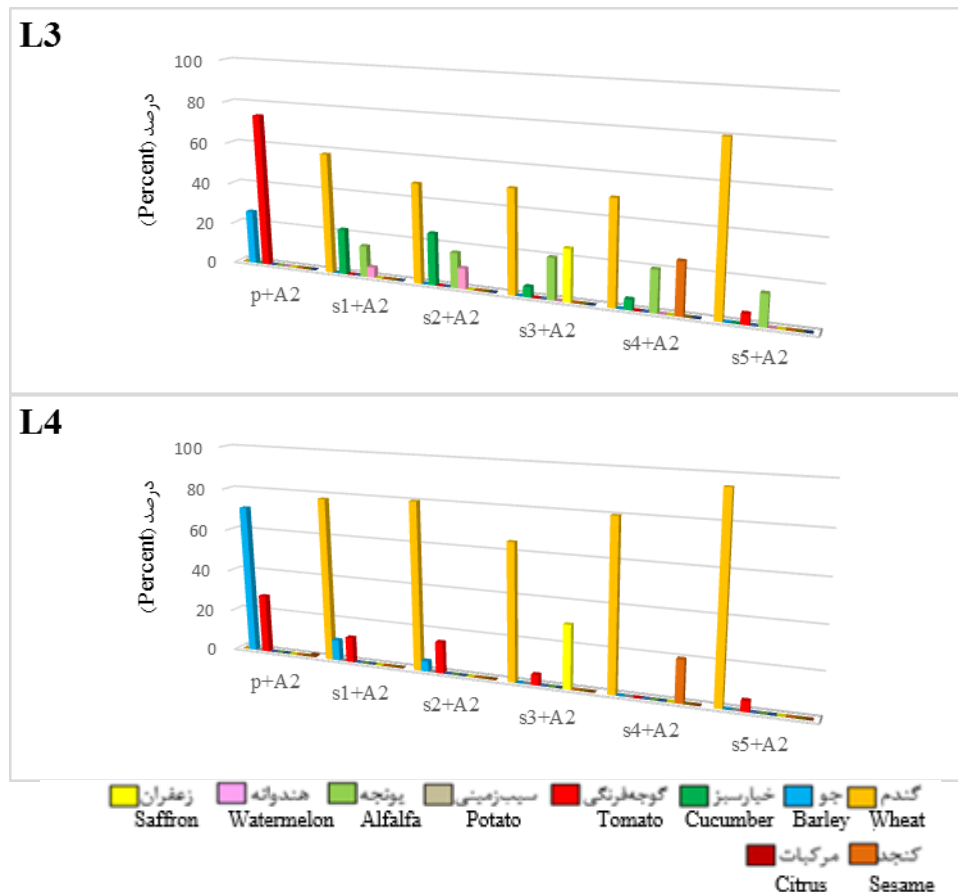 L3
100
80
60
40
20
0
درصد (Percent)
p+A2
s1+A2
s2+A2
s3+A2
s4+A2
s5+A2
L4
100
80
60
40
20
0
درصد (Percent)
p+A2
s1+A2
s2+A2
s3+A2
s4+A2
s5+A2
زعفران هندوانه یونجه سیب‌زمینی گوجه‌فرنگی خیارسبز جو گندم
Saffron Watermelon Alfalfa Potato Tomato Cucumber Barley Wheat
مرکبات کنجد
Citrus Sesame